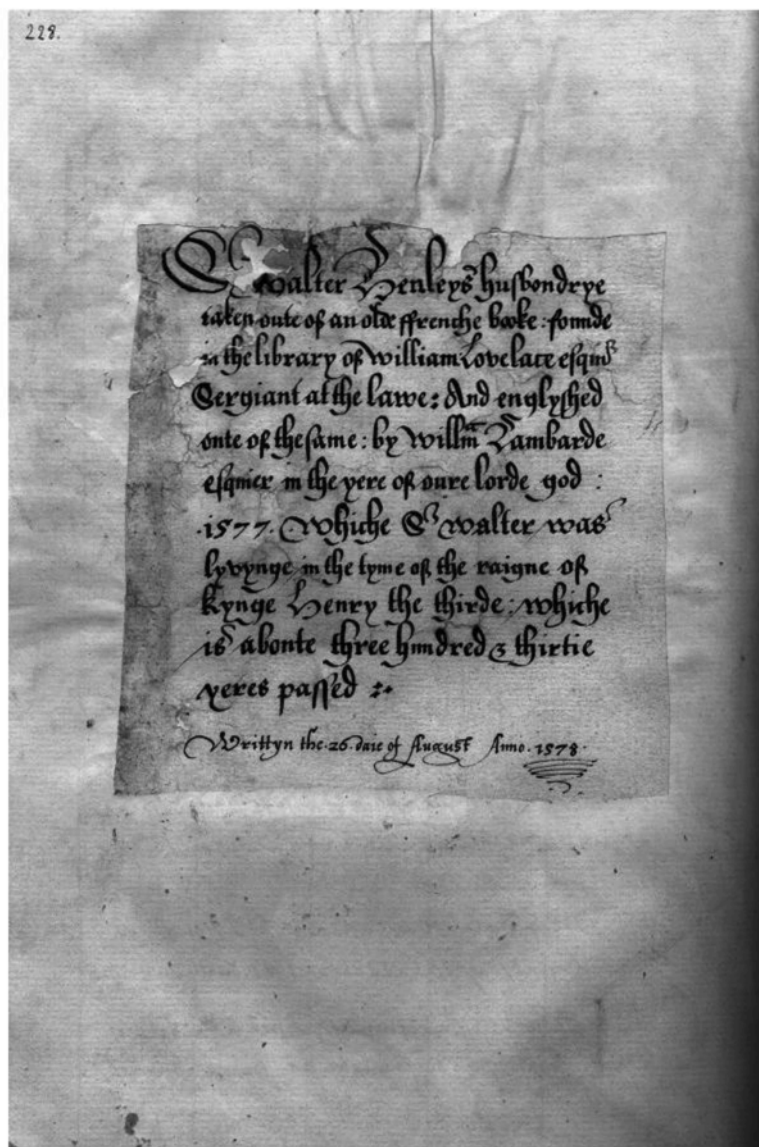 228.
Sr walter Henleys husbondrye
taken oute of an olde ffrenche booke: founde
in the library of William Lovelace esquier
Sergiant at the lawe: And englysshed
oute of the same: by Willm Lambarde
esquier in the yere of oure lorde god:
.1577. Whiche Sr walter was
lyvynge in the tyme of the raigne of
kynge Henry the thirde: whiche
is aboute three hundred & thirtie
yeres passed :~
Writtyn the .26. daie of August Anno .1578.